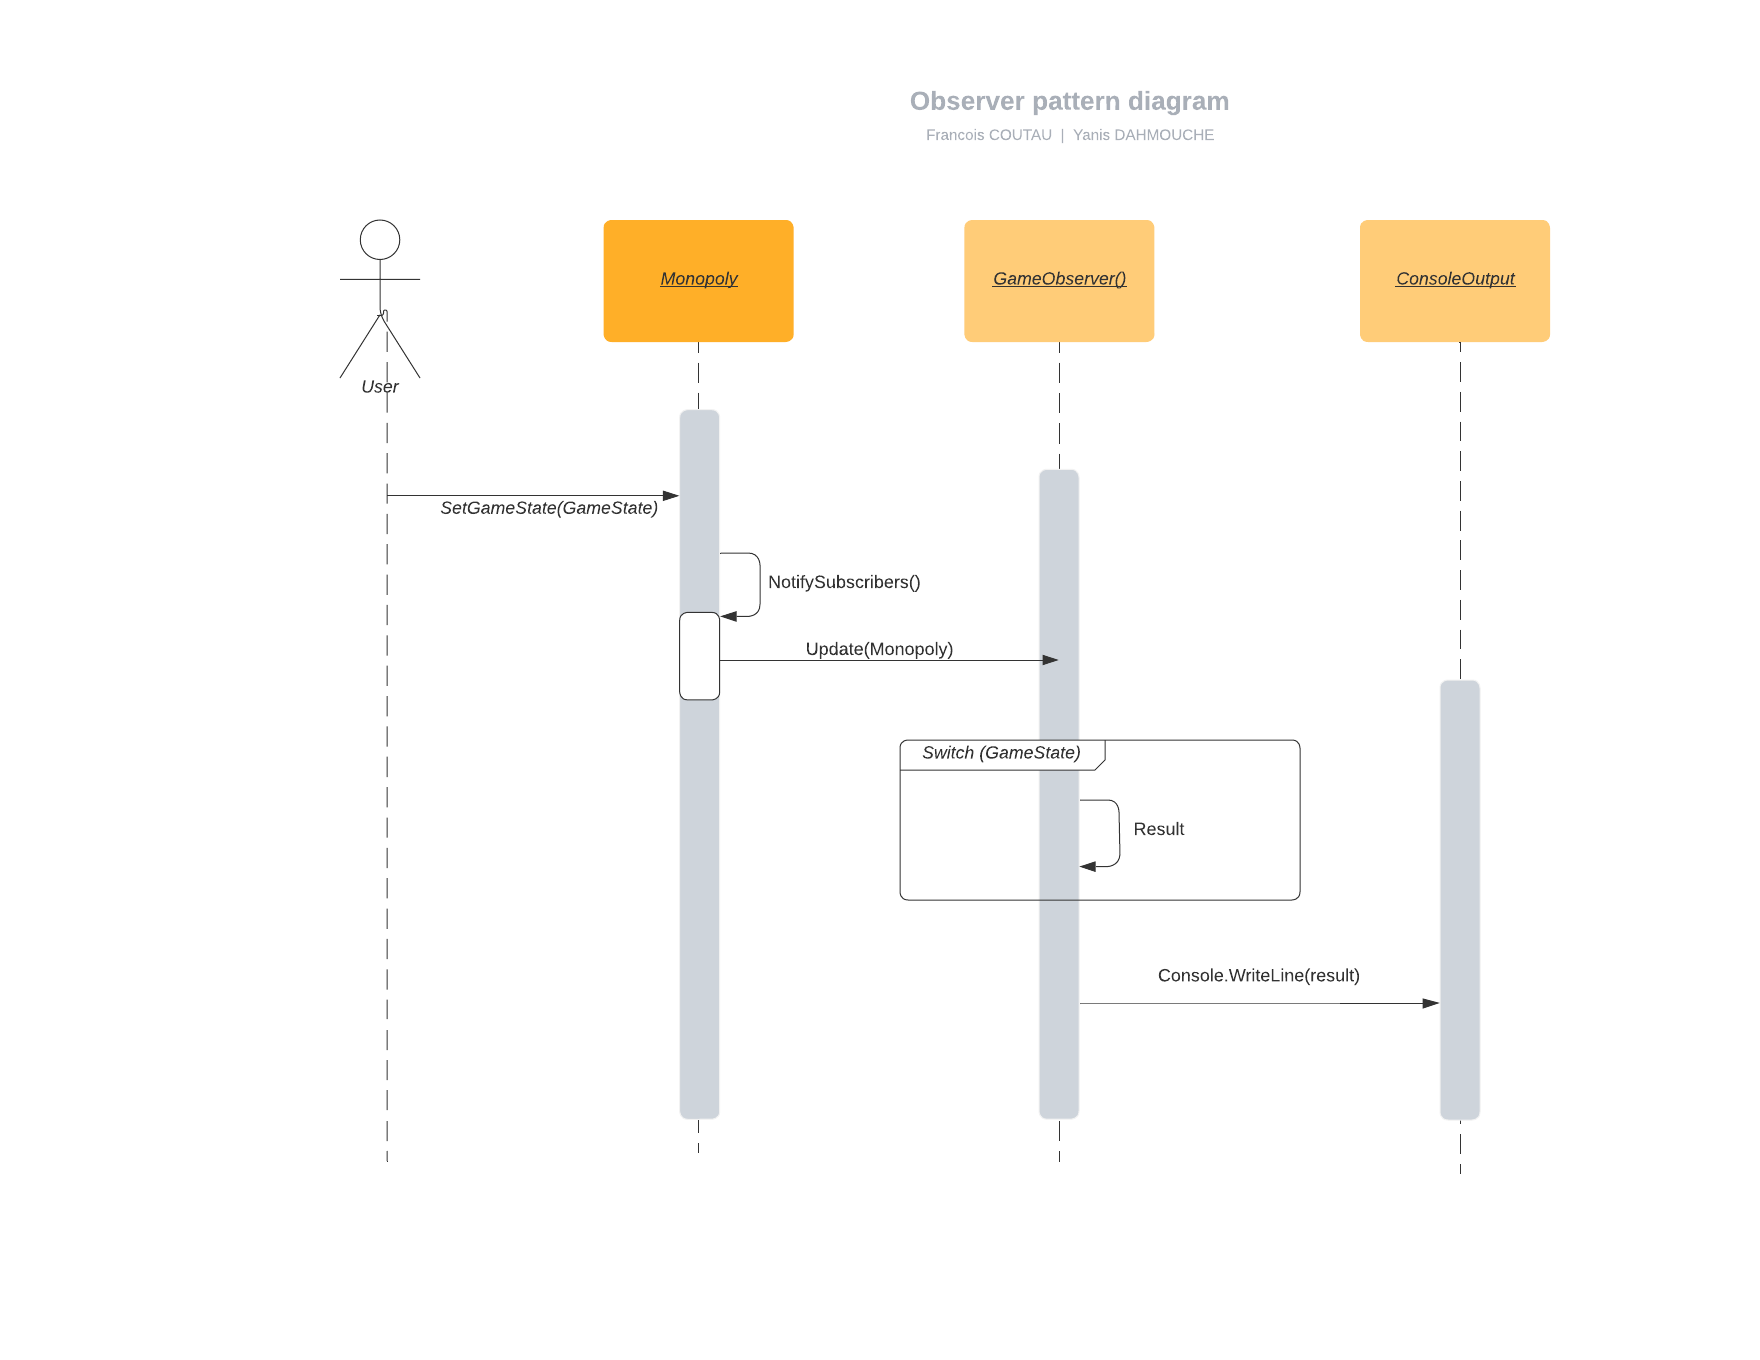 Observer pattern diagram
Francois COUTAU | Yanis DAHMOUCHE
Monopoly
GameObserver()
ConsoleOutput
User
SetGameState(GameState)
NotifySubscribers()
Update(Monopoly)
Switch (GameState)
Result
Console.WriteLine(result)